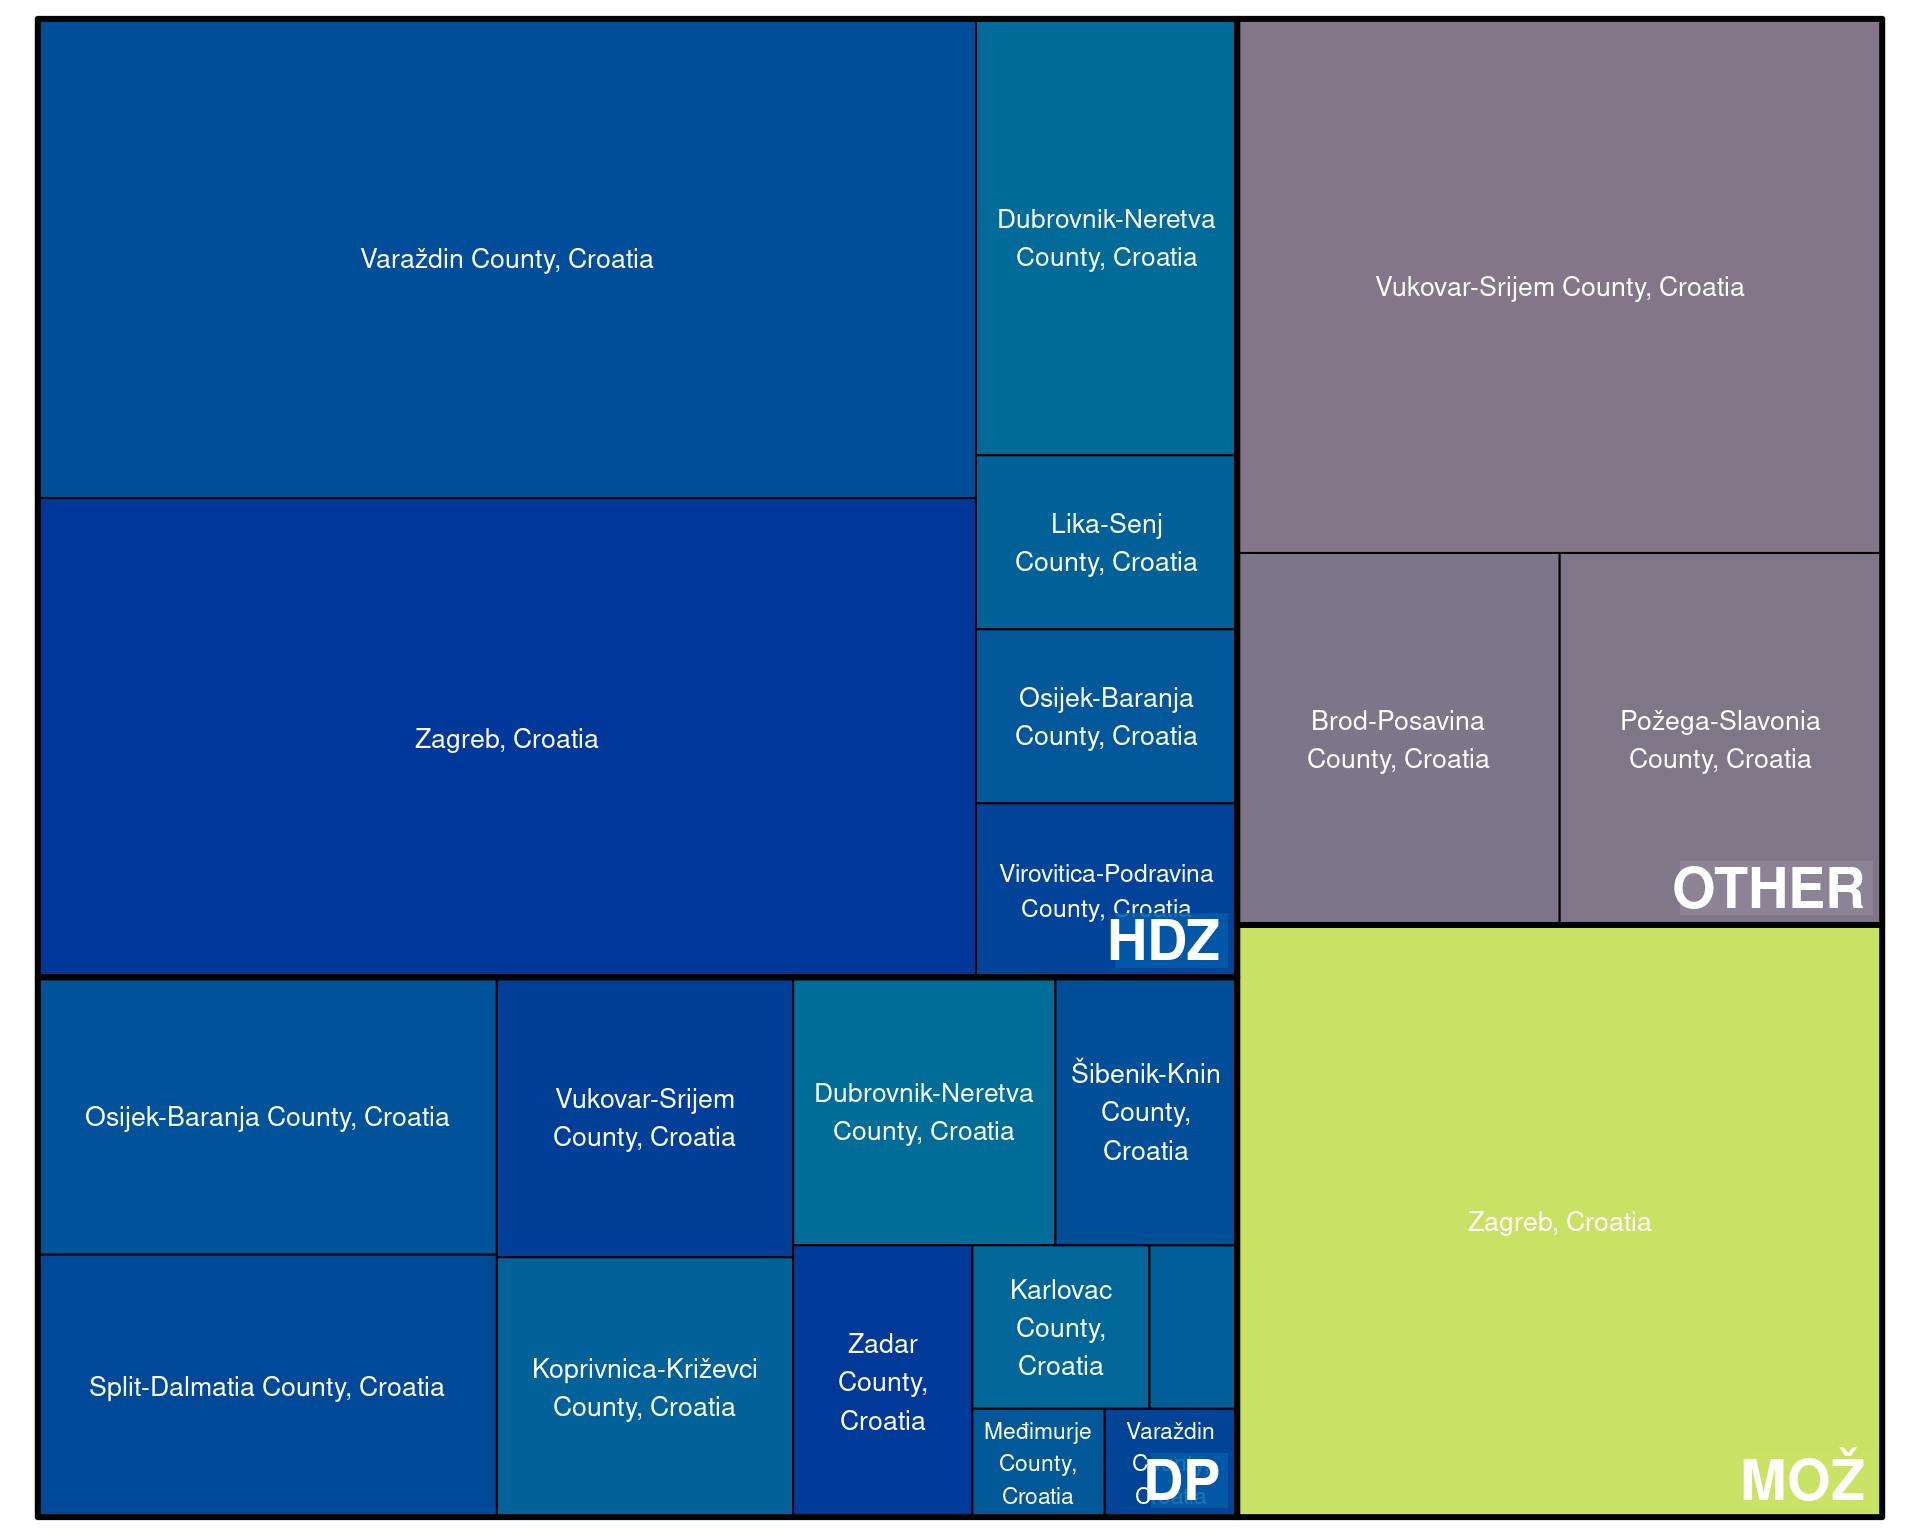 Varaždin County, Croatia
Zagreb, Croatia
Dubrovnik-Neretva
County, Croatia
Lika-Senj
County, Croatia
Osijek-Baranja
County, Croatia
Virovitica-Podravina
County, Croatia
HDZ
Vukovar-Srijem County, Croatia
Brod-Posavina
County, Croatia
Požega-Slavonia
County, Croatia
OTHER
Osijek-Baranja County, Croatia
Split-Dalmatia County, Croatia
Vukovar-Srijem
County, Croatia
Koprivnica-Križevci
County, Croatia
Dubrovnik-Neretva
County, Croatia
Šibenik-Knin
County,
Croatia
Zadar
County,
Croatia
Karlovac
County,
Croatia
Međimurje
County,
Croatia
Varaždin
County,
Croatia
DP
Zagreb, Croatia
MOŽ